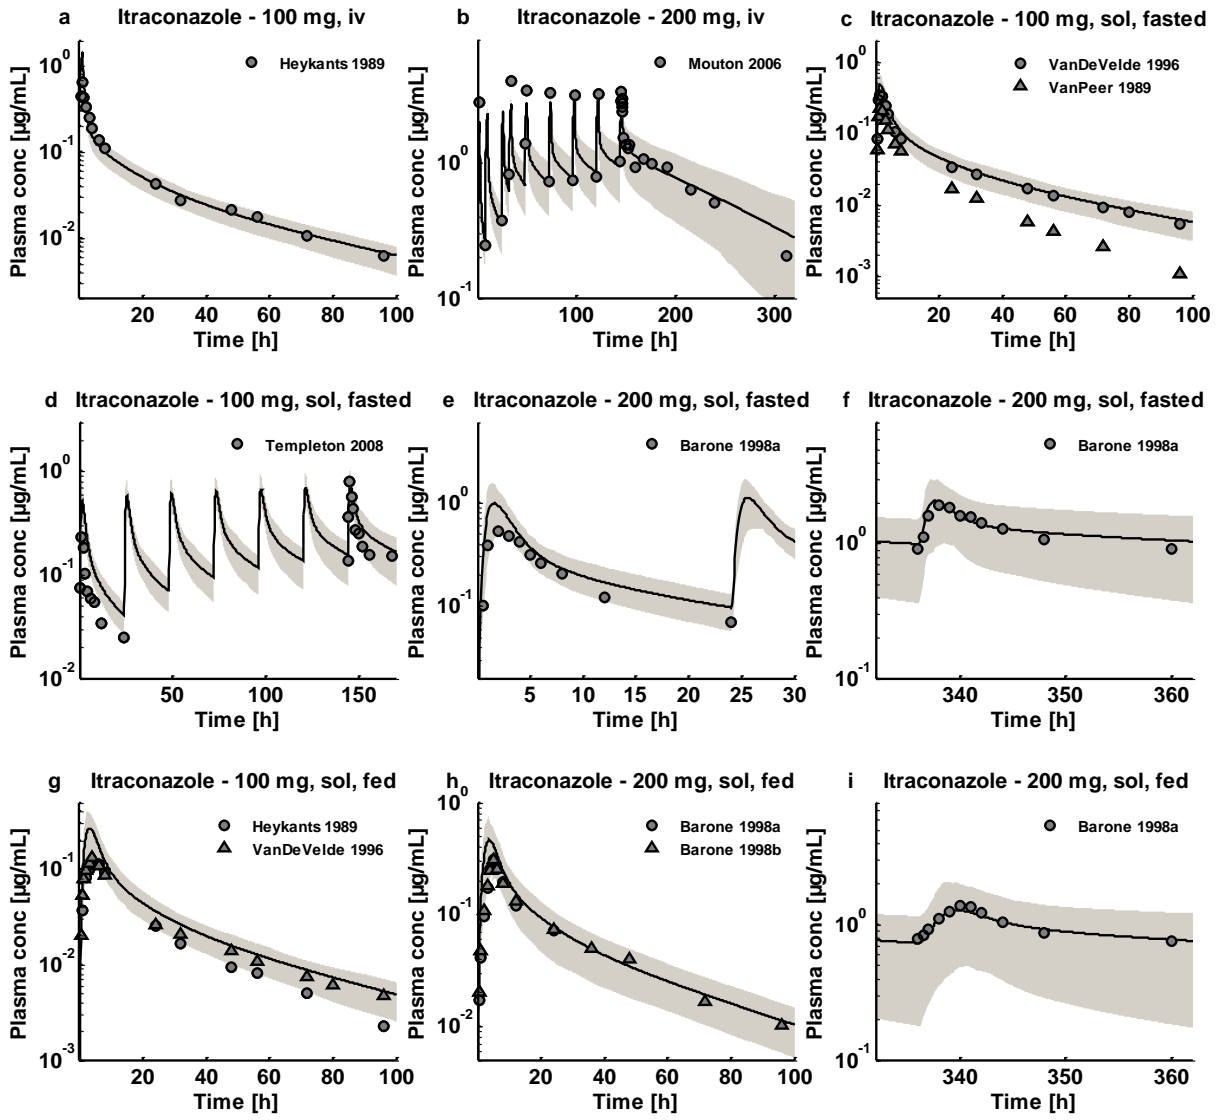 a Itraconazole - 100 mg, iv
Heykants 1989
Plasma conc [µg/mL]
10^0
10^-1
10^-2
20 40 60 80 100
Time [h]
b Itraconazole - 200 mg, iv
Mouton 2006
Plasma conc [µg/mL]
10^0
10^-1
100 200 300
Time [h]
c Itraconazole - 100 mg, sol, fasted
VanDeVelde 1996
VanPeer 1989
Plasma conc [µg/mL]
10^0
10^-1
10^-2
10^-3
20 40 60 80 100
Time [h]
d Itraconazole - 100 mg, sol, fasted
Templeton 2008
Plasma conc [µg/mL]
10^0
10^-1
10^-2
50 100 150
Time [h]
e Itraconazole - 200 mg, sol, fasted
Barone 1998a
Plasma conc [µg/mL]
10^0
10^-1
5 10 15 20 25 30
Time [h]
f Itraconazole - 200 mg, sol, fasted
Barone 1998a
Plasma conc [µg/mL]
10^0
10^-1
340 350 360
Time [h]
g Itraconazole - 100 mg, sol, fed
Heykants 1989
VanDeVelde 1996
Plasma conc [µg/mL]
10^-1
10^-2
10^-3
20 40 60 80 100
Time [h]
h Itraconazole - 200 mg, sol, fed
Barone 1998a
Barone 1998b
Plasma conc [µg/mL]
10^0
10^-1
10^-2
20 40 60 80 100
Time [h]
i Itraconazole - 200 mg, sol, fed
Barone 1998a
Plasma conc [µg/mL]
10^0
10^-1
340 350 360
Time [h]